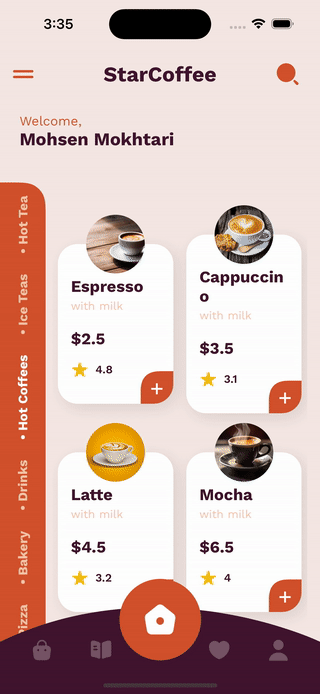 3:35
StarCoffee
Welcome,
Mohsen Mokhtari
• Hot Tea
• Ice Teas
• Hot Coffees
• Drinks
• Bakery
Pizza
Espresso
with milk
$2.5
4.8
+
Cappuccin
o
with milk
$3.5
3.1
+
Latte
with milk
$4.5
3.2
Mocha
with milk
$6.5
4
+